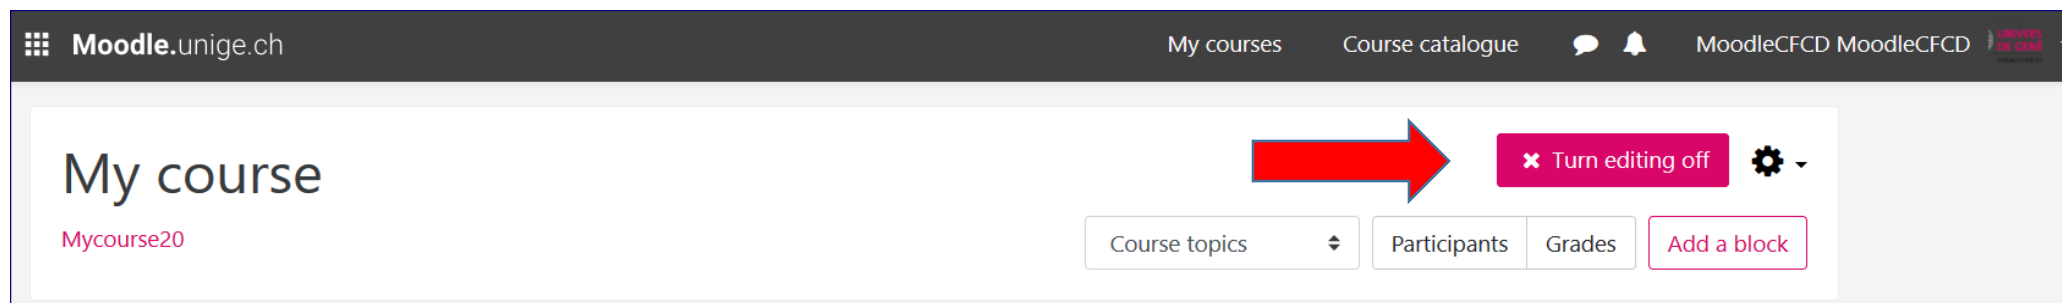 Moodle.unige.ch My courses Course catalogue MoodleCFCD MoodleCFCD
My course
Turn editing off
Mycourse20
Course topics Participants Grades Add a block